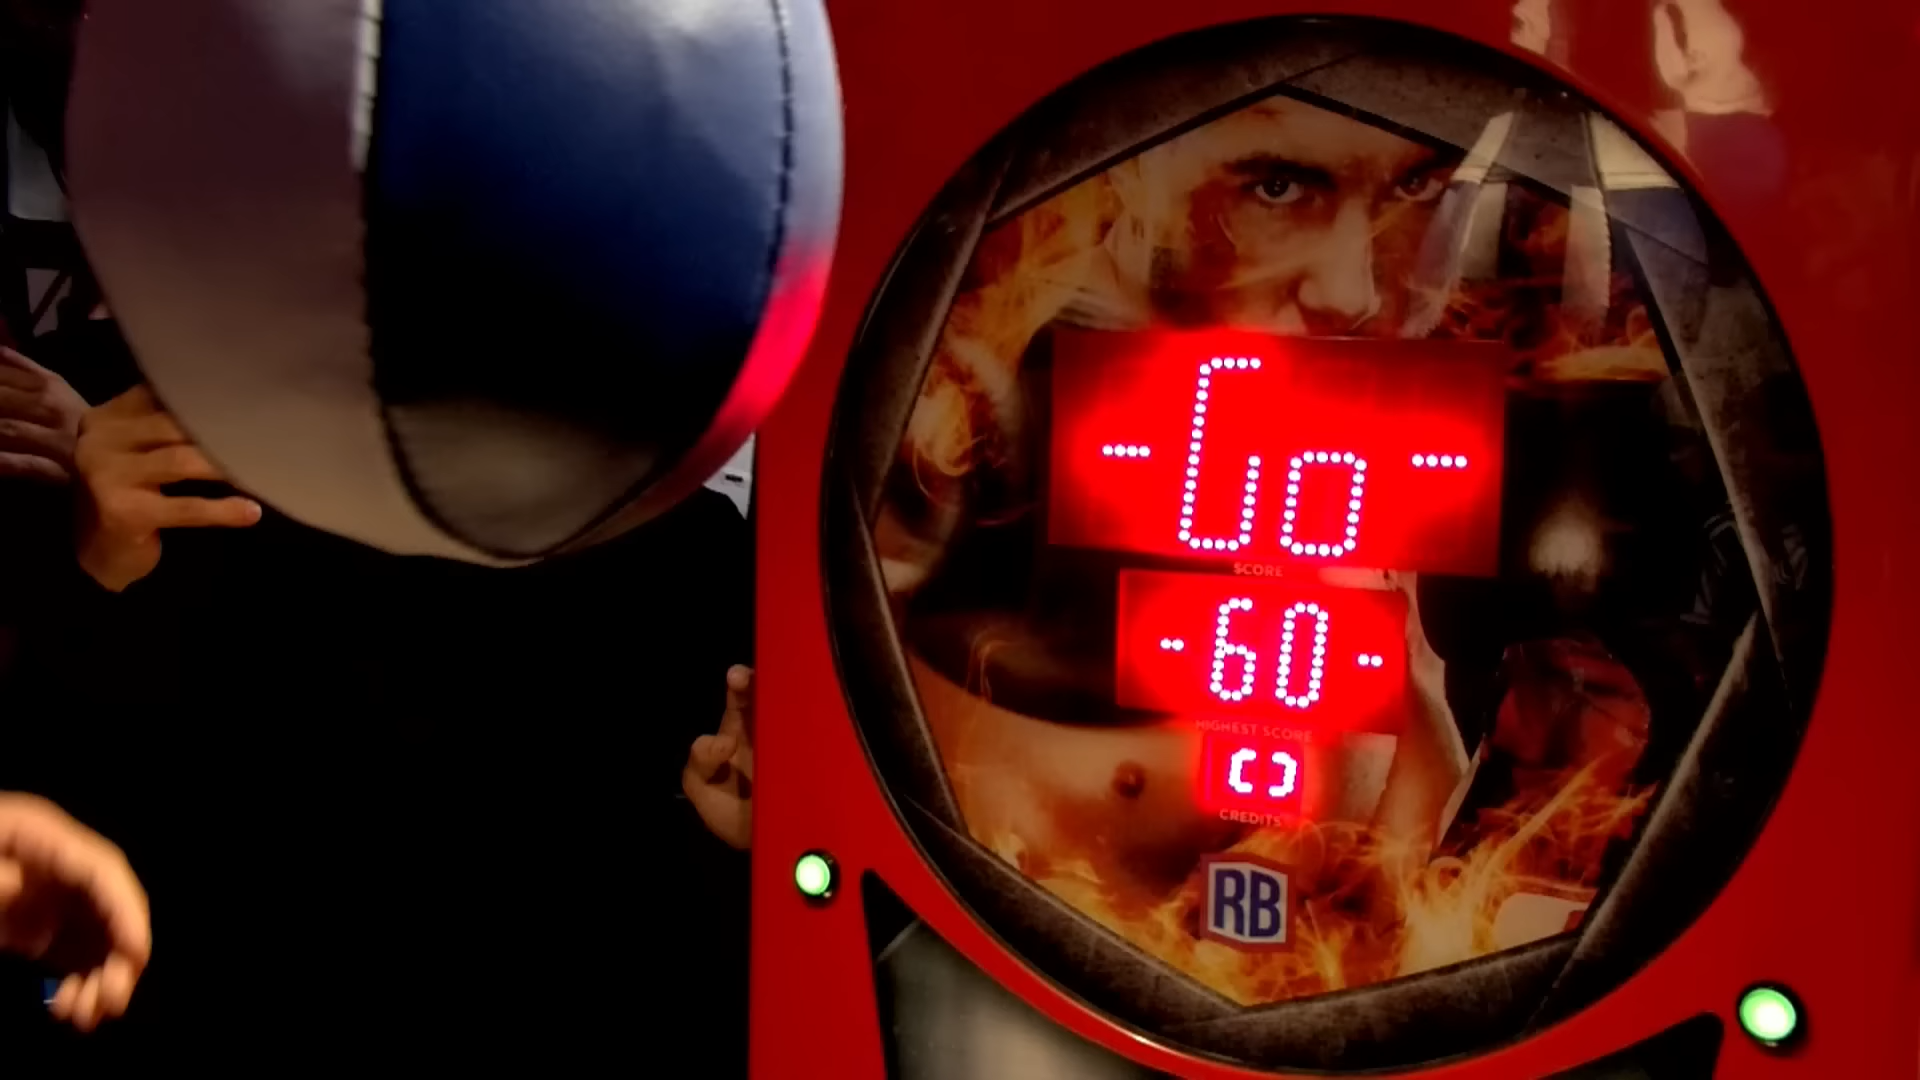 -Go-
SCORE
-60-
HIGHEST SCORE
CREDITS
RB